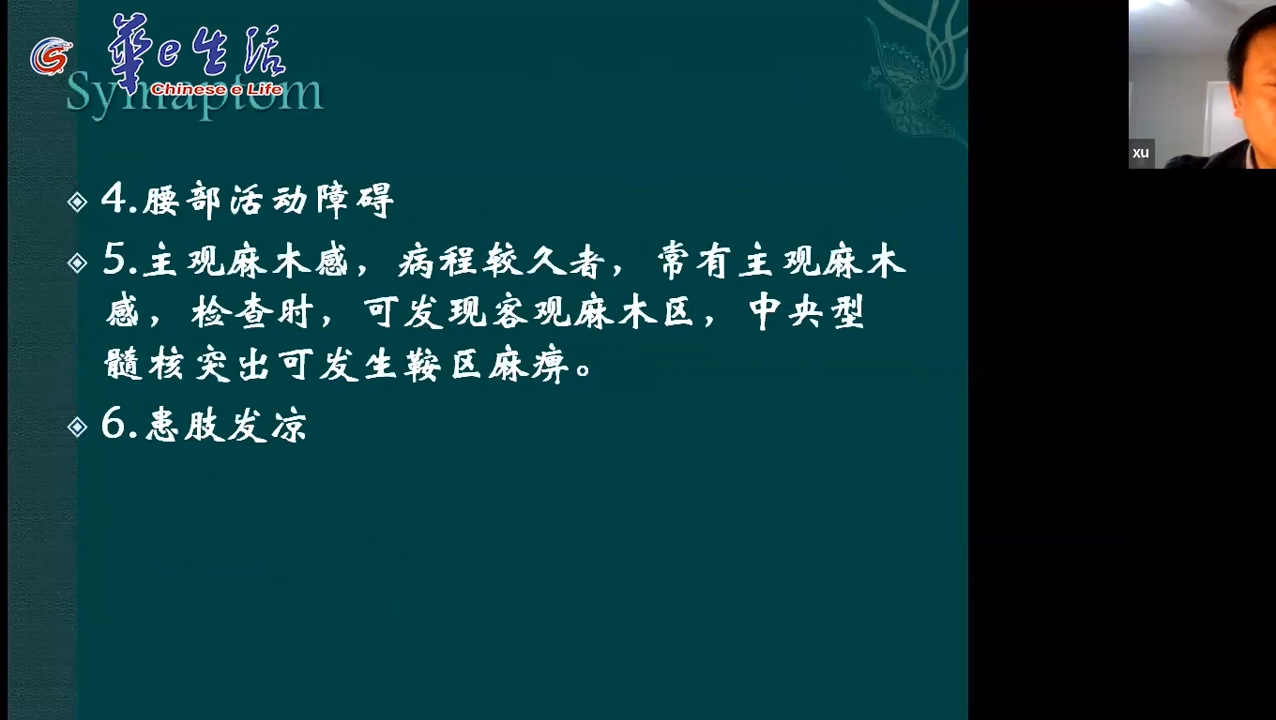 華e生活
Chinese e Life
Symaptom
xu
4.腰部活动障碍
5.主观麻木感，病程较久者，常有主观麻木
感，检查时，可发现客观麻木区，中央型
髓核突出可发生鞍区麻痹。
6.患肢发凉